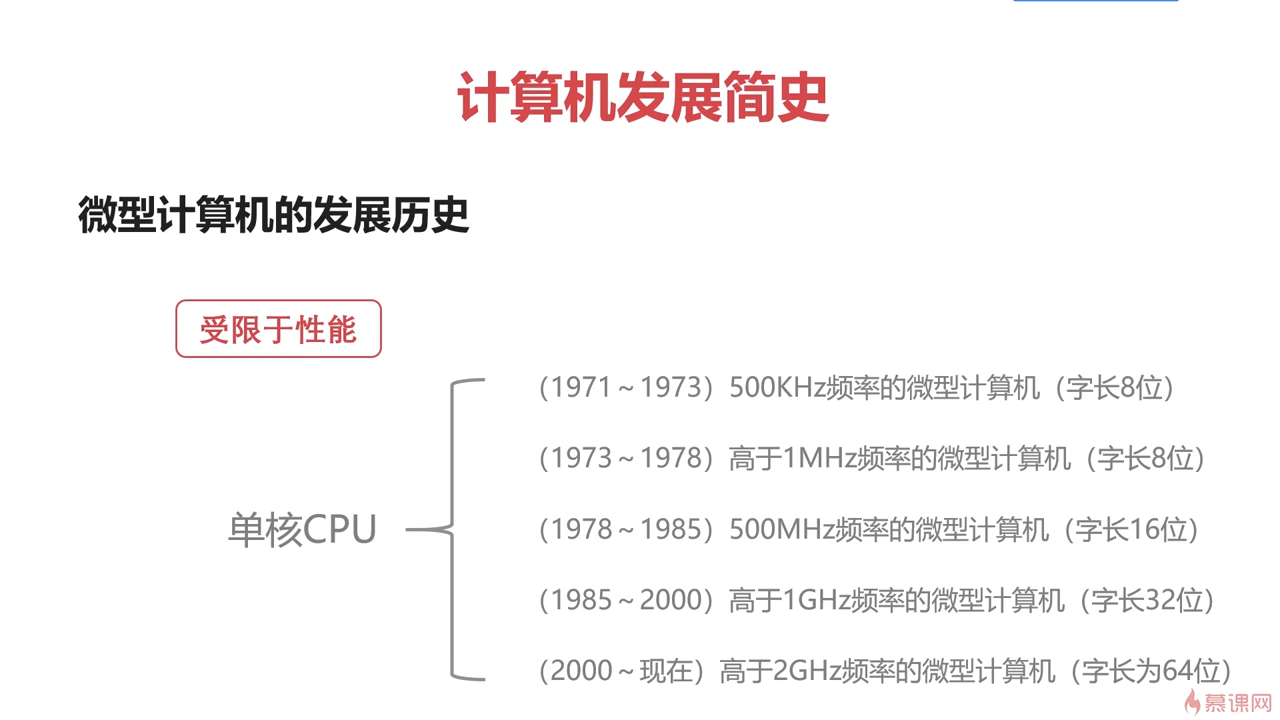 计算机发展简史
微型计算机的发展历史
受限于性能
单核CPU
（1971～1973）500KHz频率的微型计算机（字长8位）
（1973～1978）高于1MHz频率的微型计算机（字长8位）
（1978～1985）500MHz频率的微型计算机（字长16位）
（1985～2000）高于1GHz频率的微型计算机（字长32位）
（2000～现在）高于2GHz频率的微型计算机（字长为64位）
慕课网